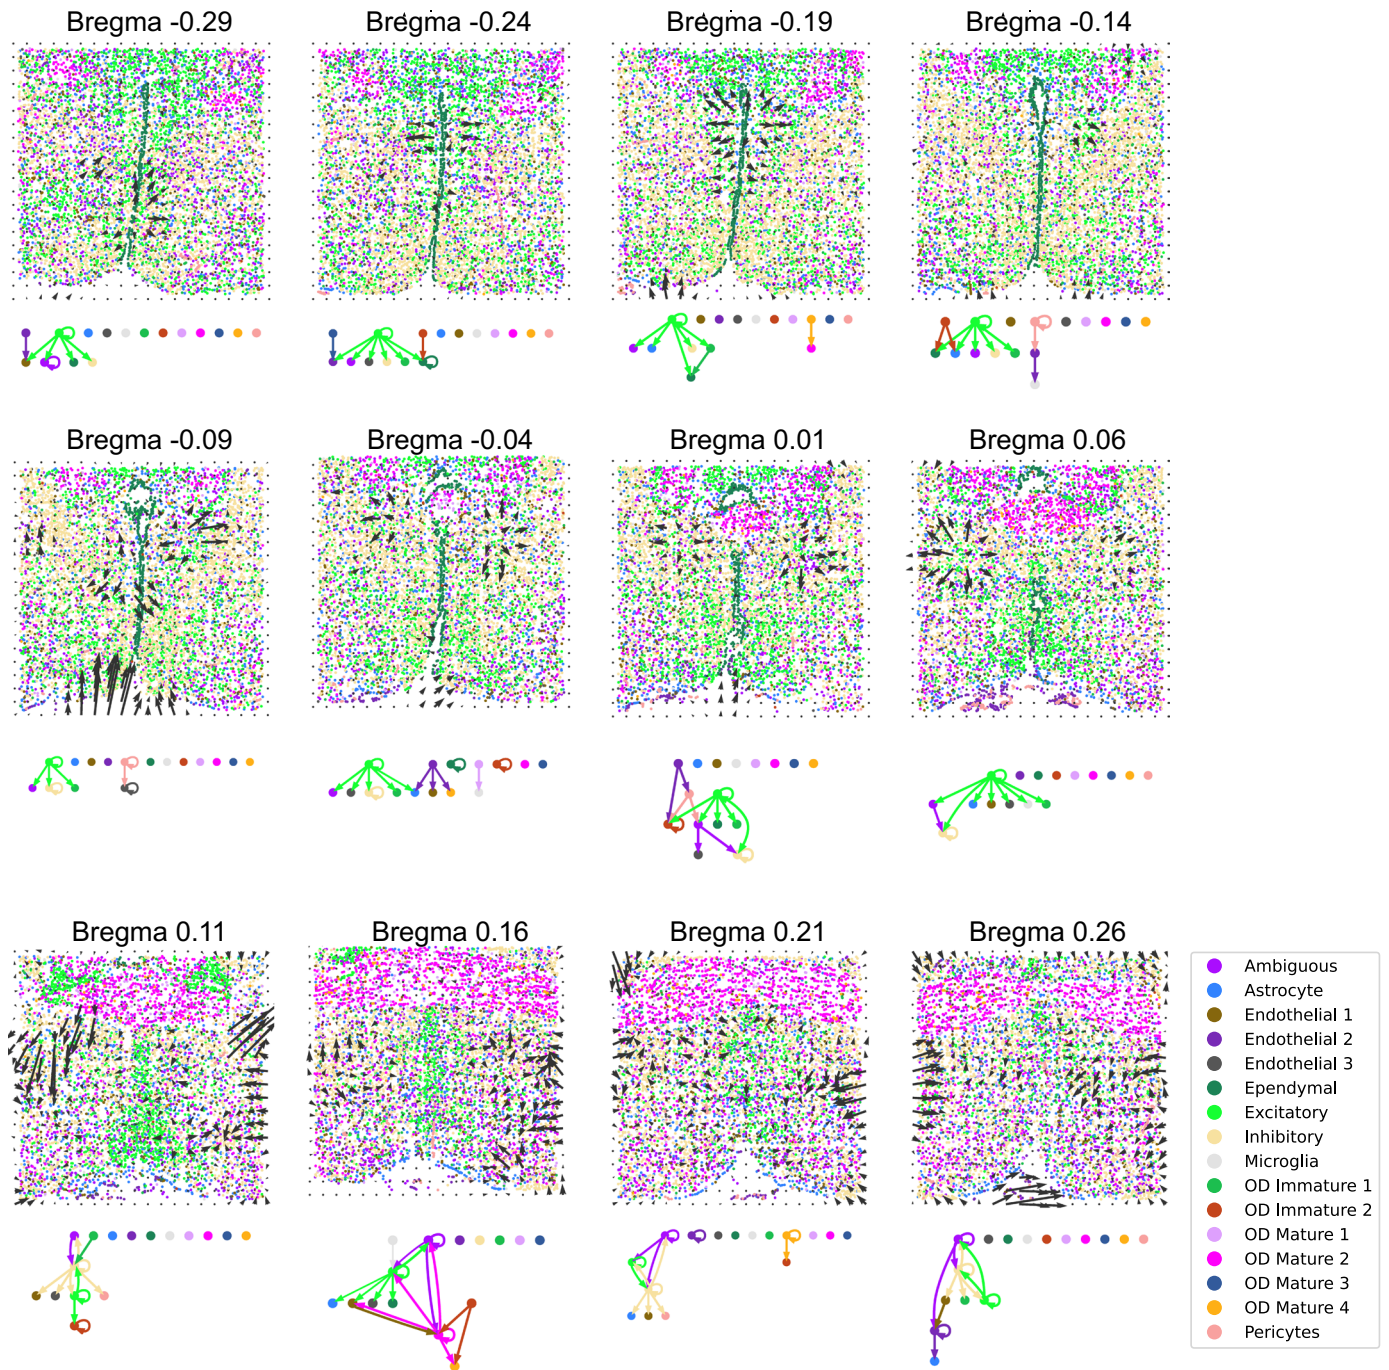 Bregma -0.29
Bregma -0.24
Bregma -0.19
Bregma -0.14
Bregma -0.09
Bregma -0.04
Bregma 0.01
Bregma 0.06
Bregma 0.11
Bregma 0.16
Bregma 0.21
Bregma 0.26
Ambiguous
Astrocyte
Endothelial 1
Endothelial 2
Endothelial 3
Ependymal
Excitatory
Inhibitory
Microglia
OD Immature 1
OD Immature 2
OD Mature 1
OD Mature 2
OD Mature 3
OD Mature 4
Pericytes